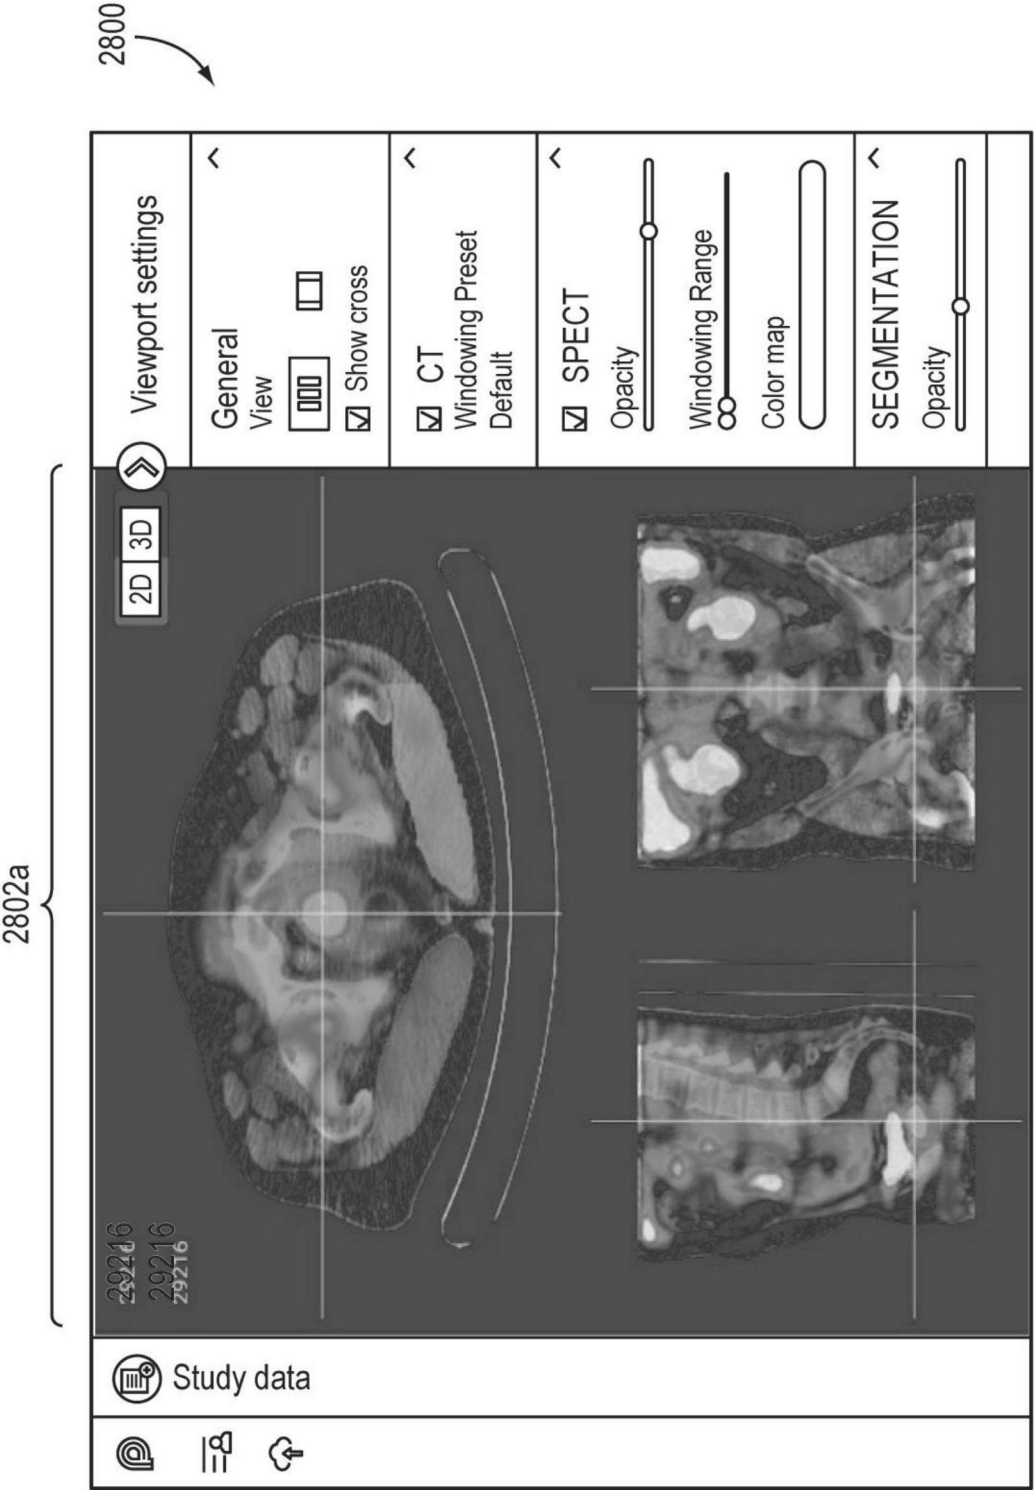 2800
2802a
Study data
29216
29216
29216
29216
2D 3D
Viewport settings
General
View
Show cross
CT
Windowing Preset
Default
SPECT
Opacity
Windowing Range
Color map
SEGMENTATION
Opacity